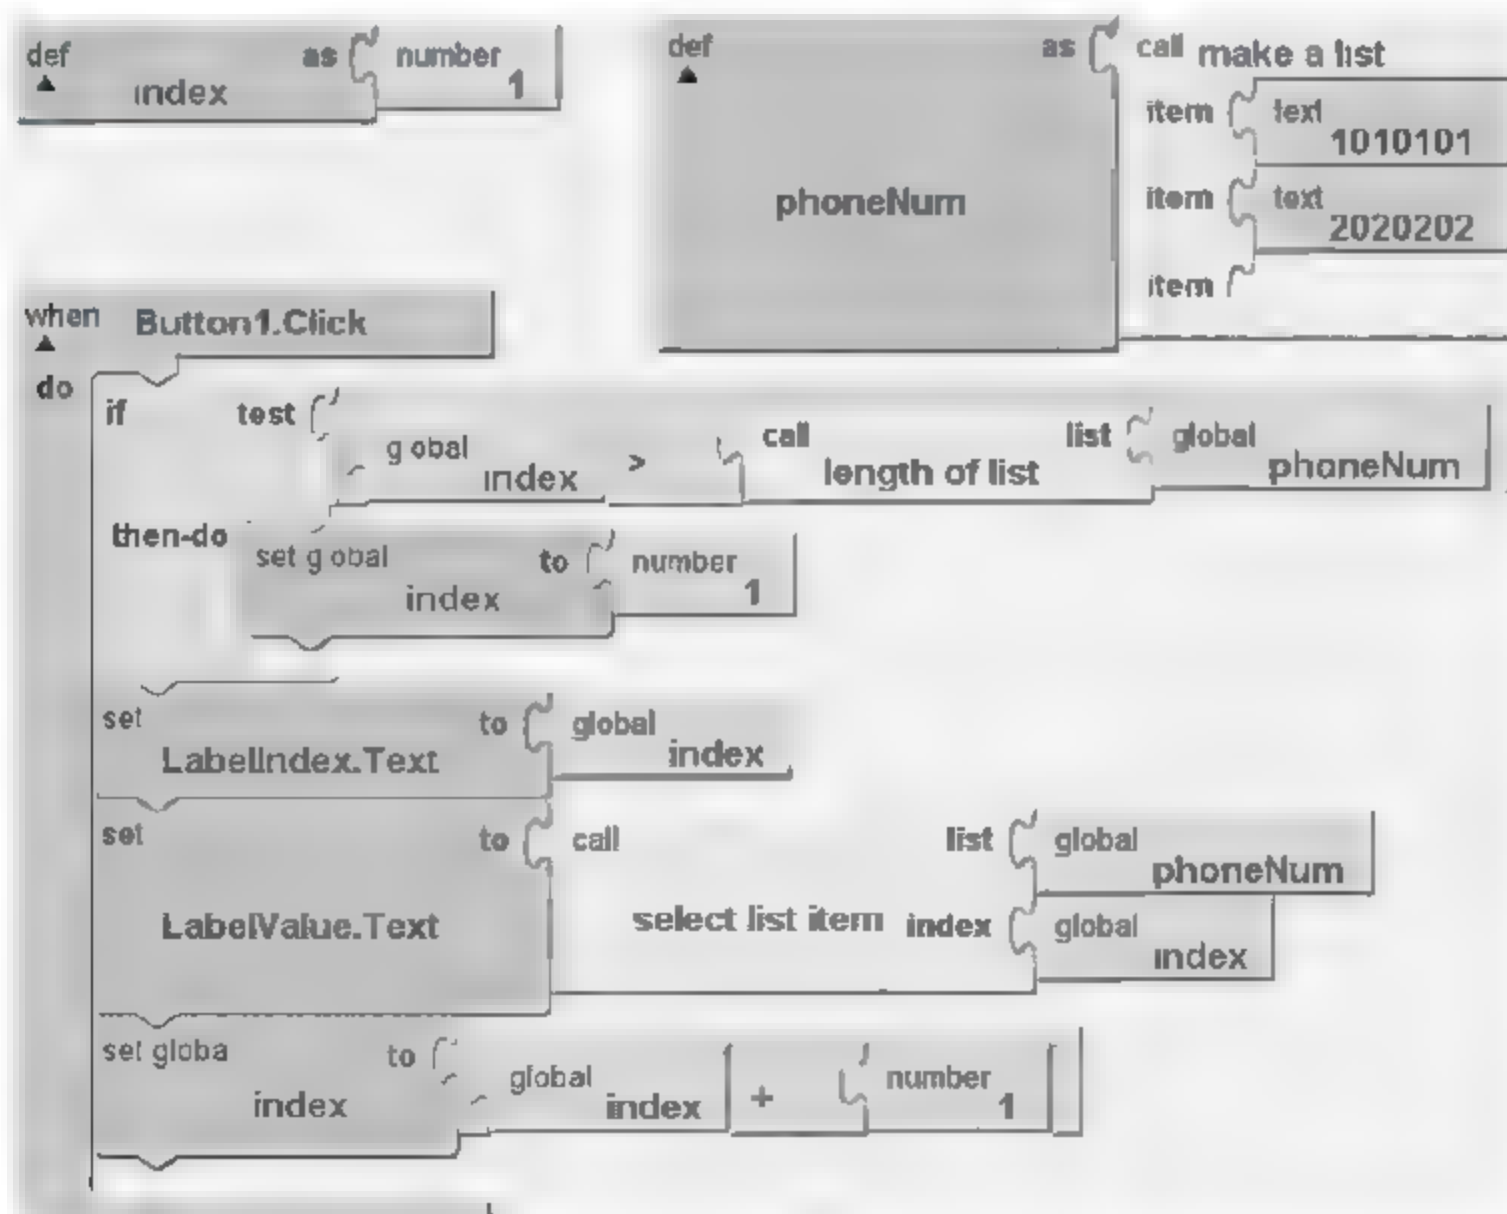 def index as number 1
def phoneNum as call make a list
item text 1010101
item text 2020202
item
when Button1.Click
do
if test global index > call length of list list global phoneNum
then-do set global index to number 1
set LabelIndex.Text to global index
set LabelValue.Text to call select list item list global phoneNum
index global index
set globa index to global index + number 1